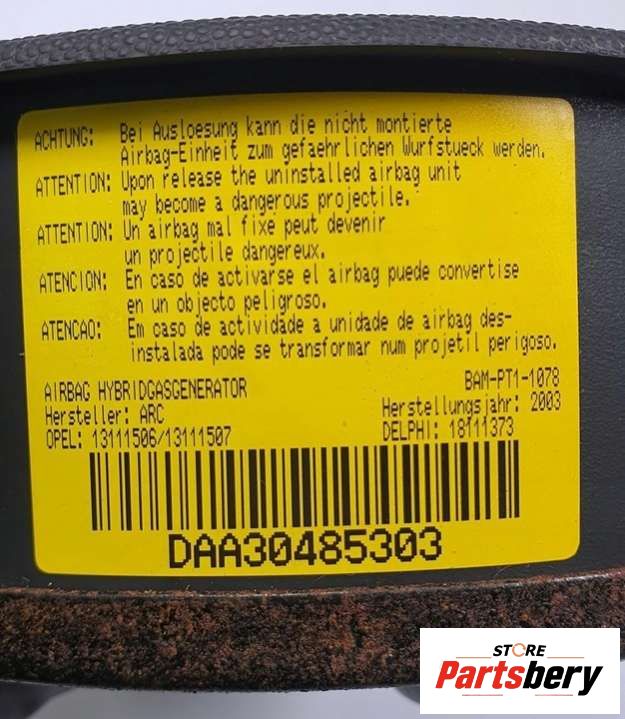 ACHTUNG: Bei Ausloesung kann die nicht montierte
Airbag-Einheit zum gefaehrlichen Wurfstueck werden.
ATTENTION: Upon release the uninstalled airbag unit
may become a dangerous projectile.
ATTENTION: Un airbag mal fixe peut devenir
un projectile dangereux.
ATENCION: En caso de activarse el airbag puede convertise
en un objecto peligroso.
ATENCAO: Em caso de actividade a unidade de airbag des-
instalada pode se transformar num projetil perigoso.
AIRBAG HYBRIDGASGENERATOR BAM-PT1-1078
Hersteller: ARC Herstellungsjahr: 2003
OPEL: 13111506/13111507 DELPHI: 18111373
DAA30485303
STORE
Partsbery